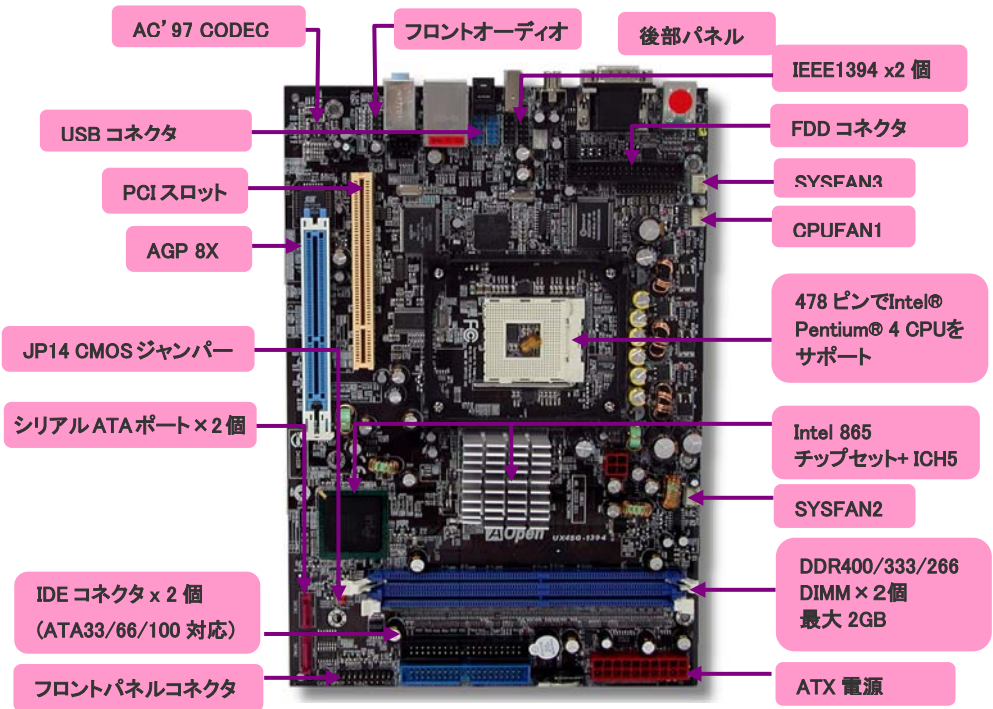 AC’97 CODEC
フロントオーディオ
後部パネル
IEEE1394 x2 個
USB コネクタ
FDD コネクタ
PCI スロット
SYSFAN3
AGP 8X
CPUFAN1
478 ピンでIntel®
Pentium® 4 CPUを
サポート
JP14 CMOS ジャンパー
シリアル ATA ポート×2 個
Intel 865
チップセット+ ICH5
SYSFAN2
AOpen UX4SG-1394
IDE コネクタ x 2 個
(ATA33/66/100 対応)
DDR400/333/266
DIMM×2個
最大 2GB
フロントパネルコネクタ
ATX 電源